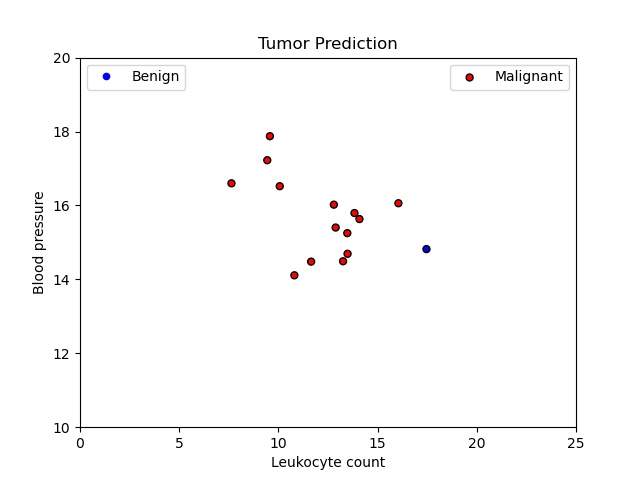 Tumor Prediction
Benign
Malignant
Blood pressure
20
18
16
14
12
10
0 5 10 15 20 25
Leukocyte count